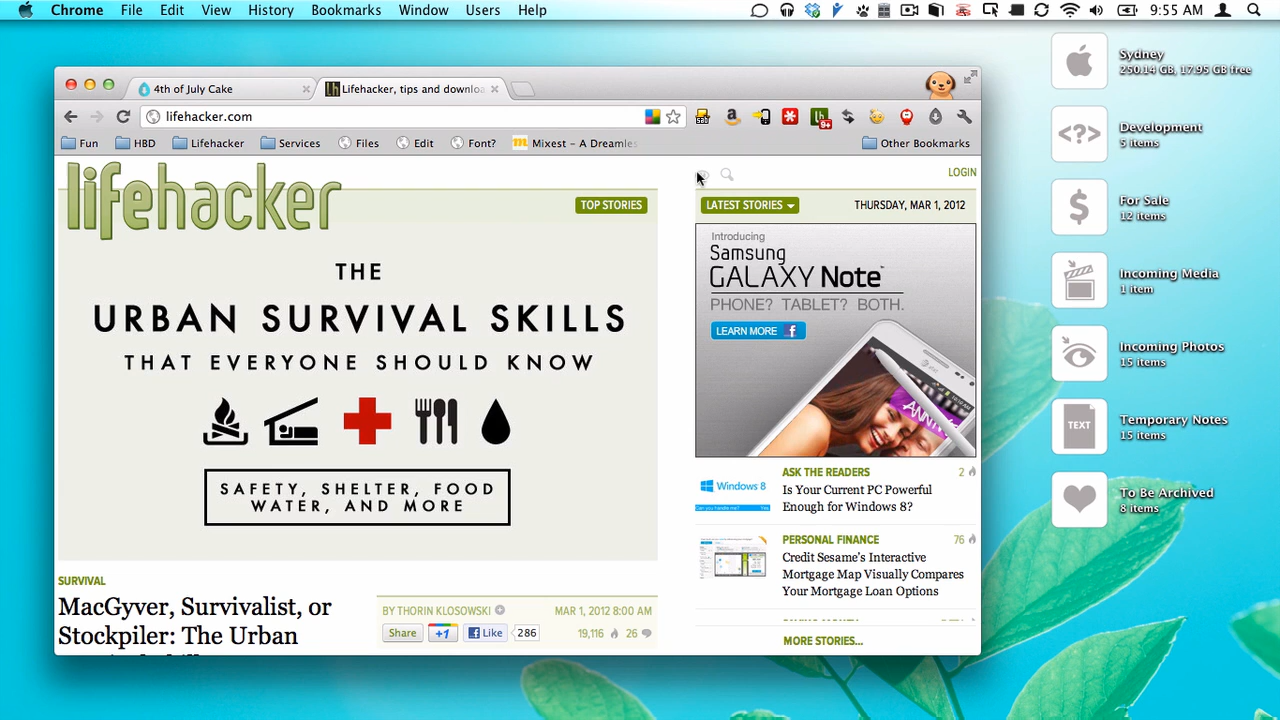 Chrome File Edit View History Bookmarks Window Users Help 9:55 AM
4th of July Cake
Lifehacker, tips and downloa
lifehacker.com
9+
Fun HBD Lifehacker Services Files Edit Font? Mixest – A Dreamles Other Bookmarks
lifehacker
TOP STORIES
THE
URBAN SURVIVAL SKILLS
THAT EVERYONE SHOULD KNOW
SAFETY, SHELTER, FOOD
WATER, AND MORE
SURVIVAL
MacGyver, Survivalist, or
Stockpiler: The Urban
BY THORIN KLOSOWSKI MAR 1, 2012 8:00 AM
Share +1 Like 286 19,116 26
LOGIN
LATEST STORIES THURSDAY, MAR 1, 2012
Introducing
Samsung
GALAXY Note™
PHONE? TABLET? BOTH.
LEARN MORE
ASK THE READERS 2
Windows 8
Is Your Current PC Powerful
Enough for Windows 8?
PERSONAL FINANCE 76
Credit Sesame's Interactive
Mortgage Map Visually Compares
Your Mortgage Loan Options
MORE STORIES...
Sydney
250.14 GB, 17.95 GB free
<?>
Development
5 items
$
For Sale
12 items
Incoming Media
1 item
Incoming Photos
15 items
TEXT
Temporary Notes
15 items
To Be Archived
8 items